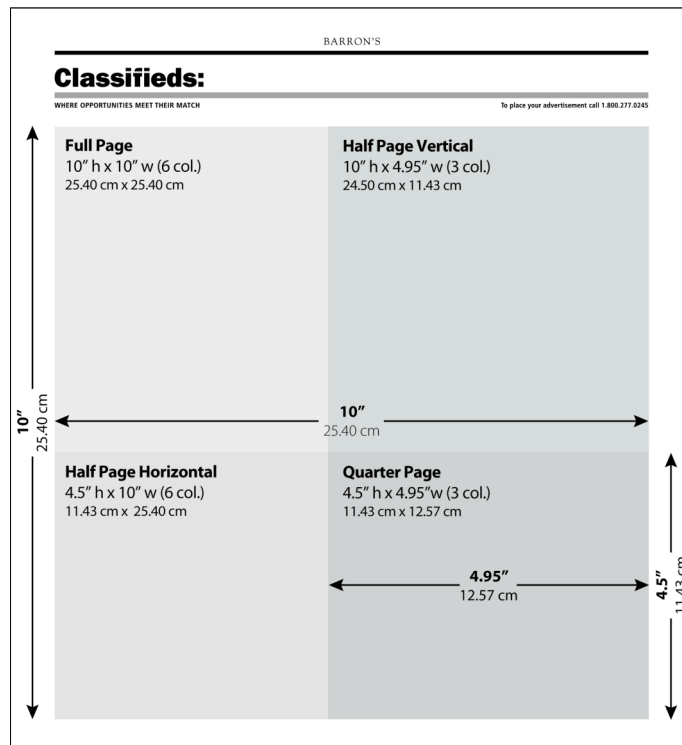 BARRON'S
Classifieds:
WHERE OPPORTUNITIES MEET THEIR MATCH
To place your advertisement call 1.800.277.0245
Full Page
10” h x 10” w (6 col.)
25.40 cm x 25.40 cm
Half Page Vertical
10” h x 4.95” w (3 col.)
24.50 cm x 11.43 cm
10”
25.40 cm
10”
25.40 cm
Half Page Horizontal
4.5” h x 10” w (6 col.)
11.43 cm x 25.40 cm
Quarter Page
4.5” h x 4.95”w (3 col.)
11.43 cm x 12.57 cm
4.95”
12.57 cm
4.5”
11.43 cm